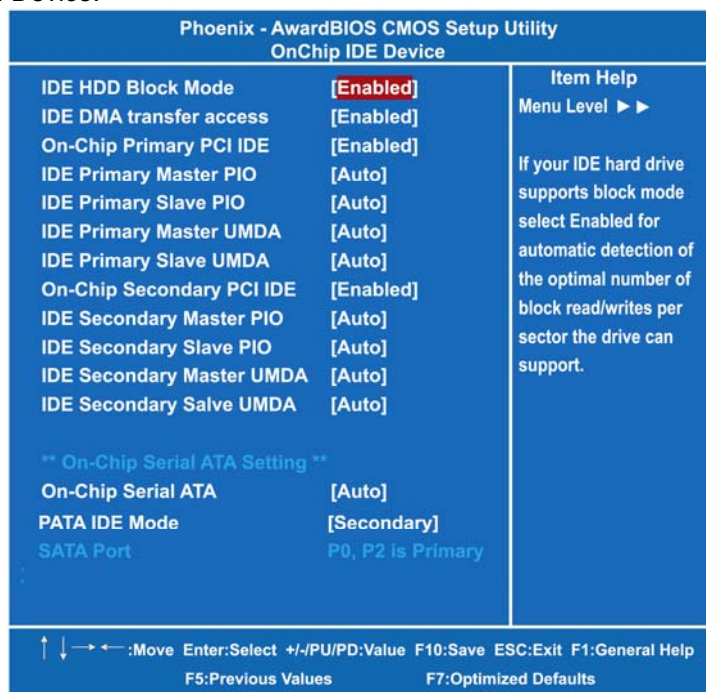 Phoenix - AwardBIOS CMOS Setup Utility
OnChip IDE Device
IDE HDD Block Mode [Enabled]
IDE DMA transfer access [Enabled]
On-Chip Primary PCI IDE [Enabled]
IDE Primary Master PIO [Auto]
IDE Primary Slave PIO [Auto]
IDE Primary Master UMDA [Auto]
IDE Primary Slave UMDA [Auto]
On-Chip Secondary PCI IDE [Enabled]
IDE Secondary Master PIO [Auto]
IDE Secondary Slave PIO [Auto]
IDE Secondary Master UMDA [Auto]
IDE Secondary Salve UMDA [Auto]
** On-Chip Serial ATA Setting **
On-Chip Serial ATA [Auto]
PATA IDE Mode [Secondary]
SATA Port P0, P2 is Primary
Item Help
Menu Level ►►
If your IDE hard drive
supports block mode
select Enabled for
automatic detection of
the optimal number of
block read/writes per
sector the drive can
support.
↑ ↓ → ← :Move Enter:Select +/-/PU/PD:Value F10:Save ESC:Exit F1:General Help
F5:Previous Values F7:Optimized Defaults